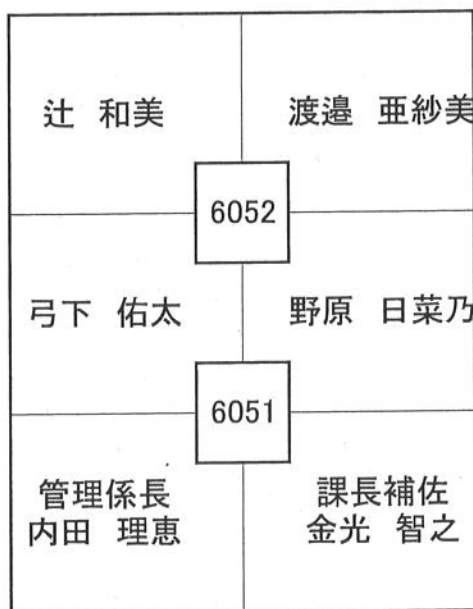 辻 和美
渡邉 亜紗美
6052
弓下 佑太
野原 日菜乃
6051
管理係長
内田 理恵
課長補佐
金光 智之